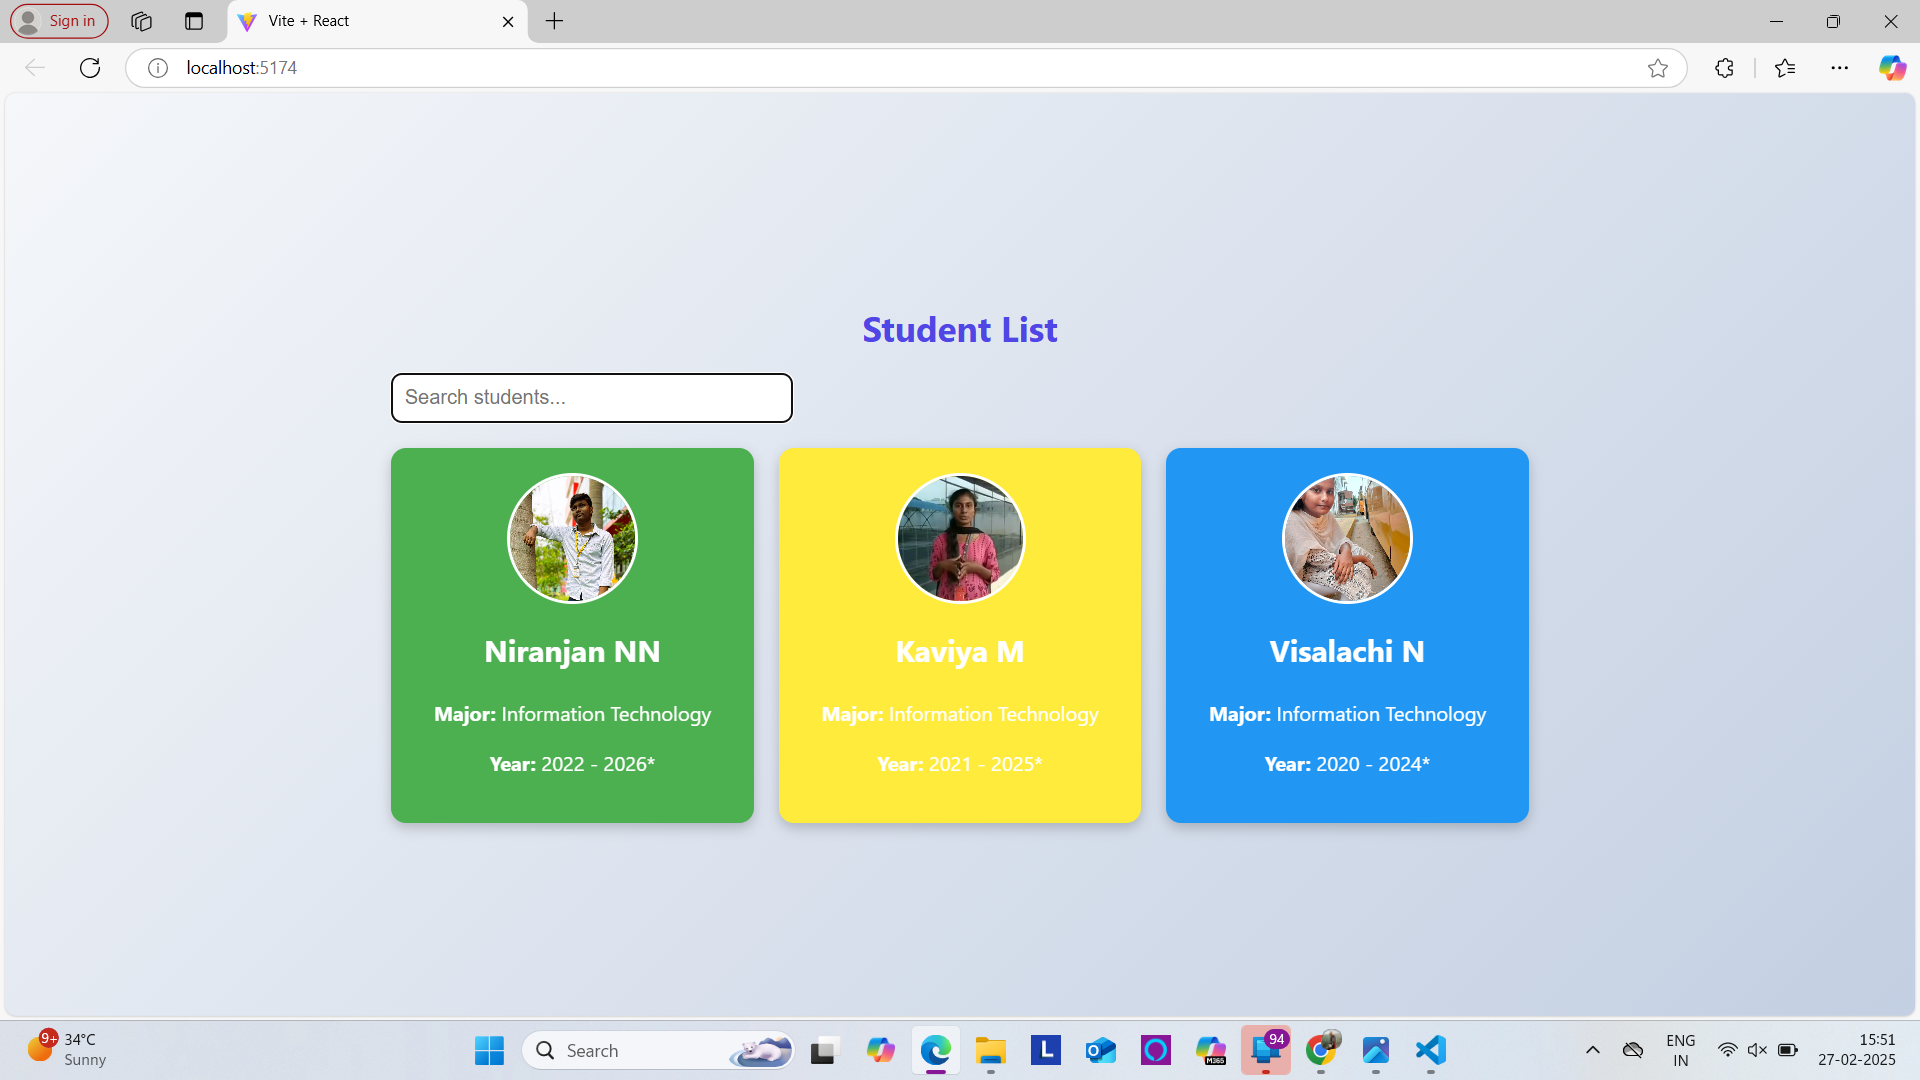 Sign in
Vite + React
localhost:5174
Student List
Search students...
Niranjan NN
Major: Information Technology
Year: 2022 - 2026*
Kaviya M
Major: Information Technology
Year: 2021 - 2025*
Visalachi N
Major: Information Technology
Year: 2020 - 2024*
9+
34°C
Sunny
Search
L
O
M365
94
ENG
IN
15:51
27-02-2025